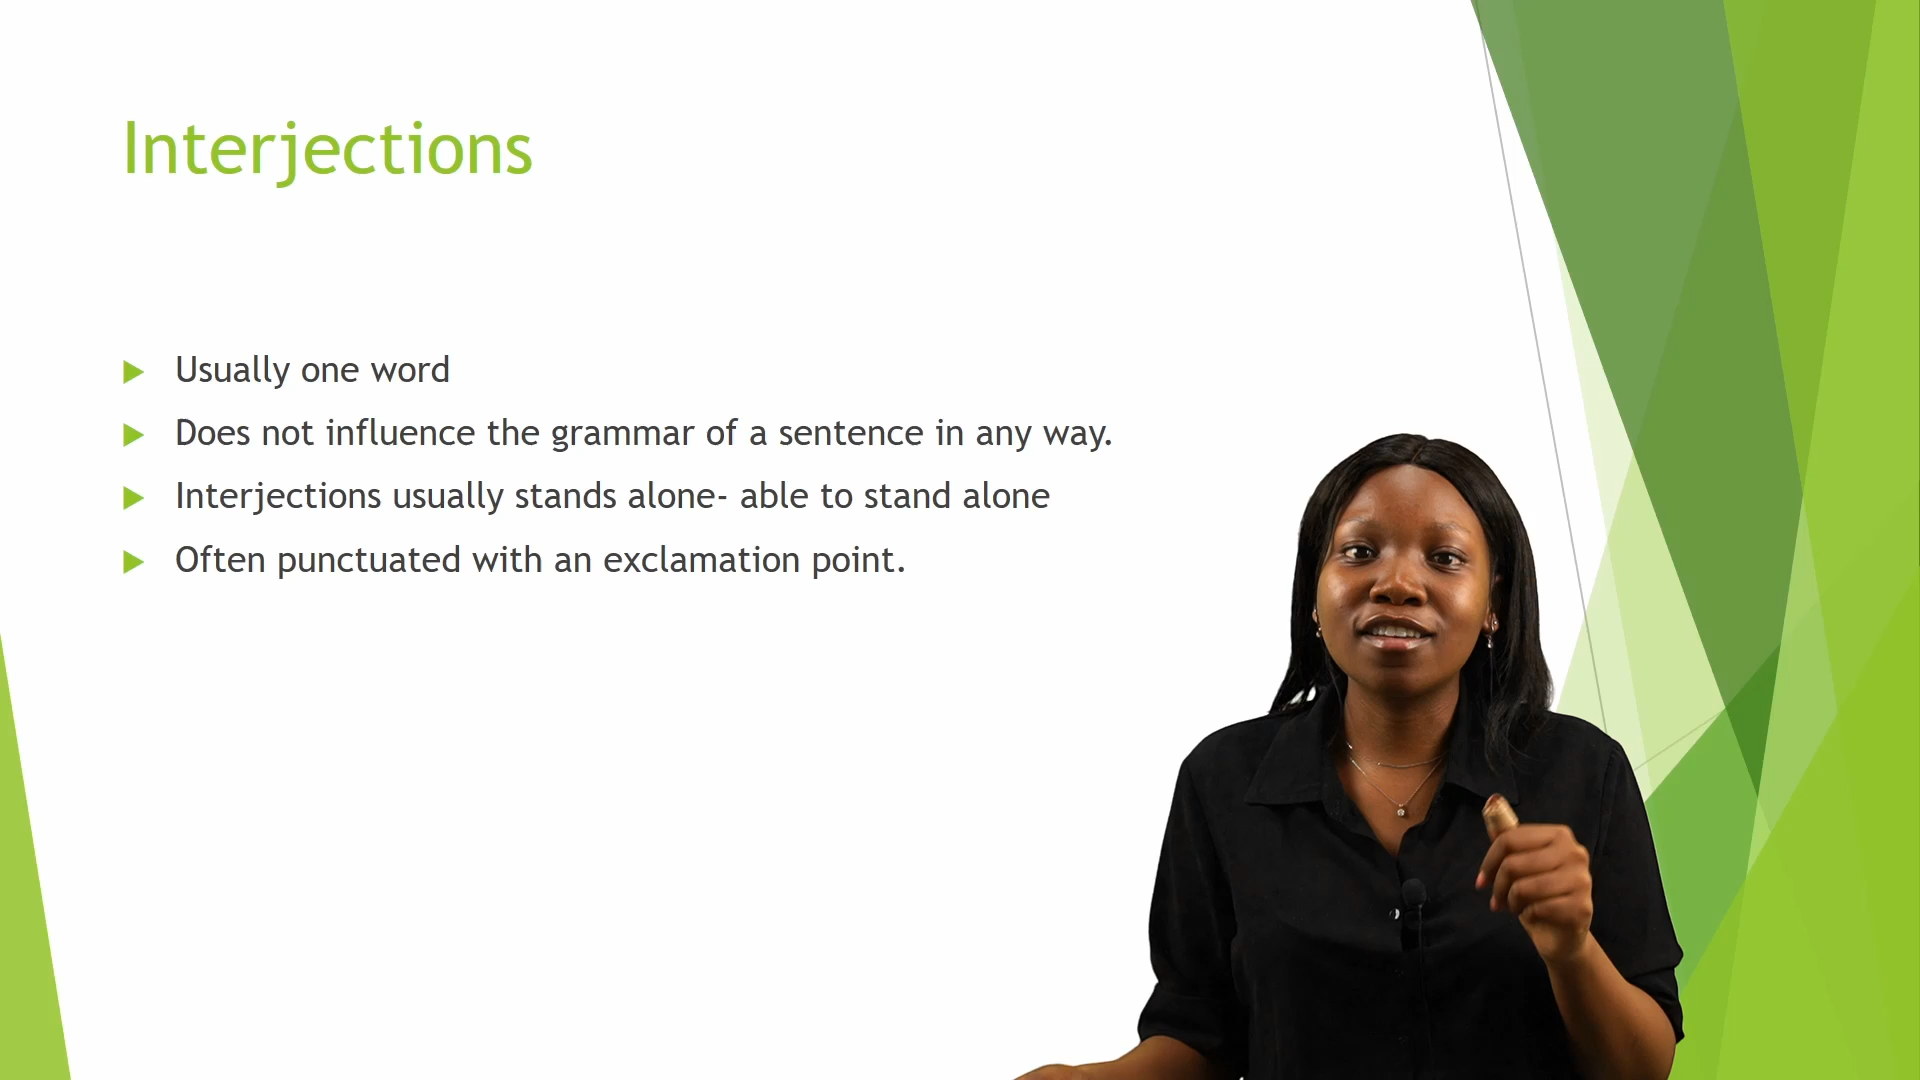 Interjections
Usually one word
Does not influence the grammar of a sentence in any way.
Interjections usually stands alone- able to stand alone
Often punctuated with an exclamation point.